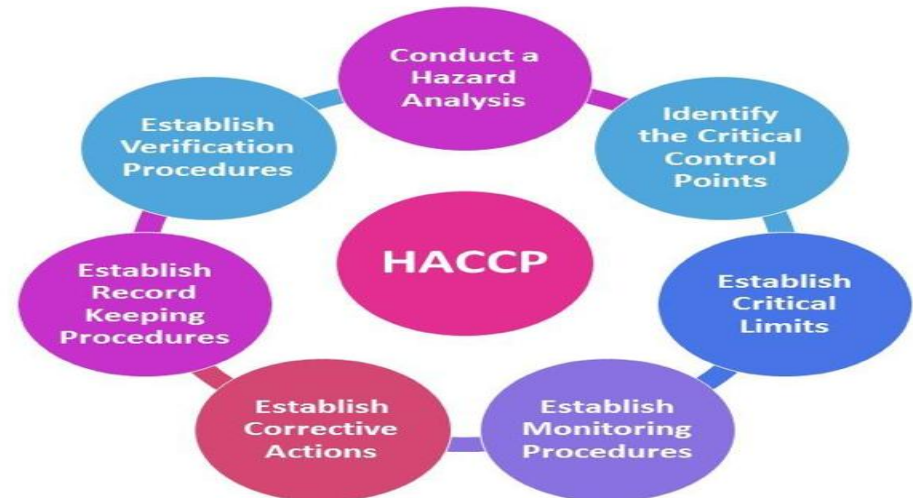 Conduct a
Hazard
Analysis
Identify
the Critical
Control
Points
Establish
Critical
Limits
Establish
Monitoring
Procedures
Establish
Corrective
Actions
Establish
Record
Keeping
Procedures
Establish
Verification
Procedures
HACCP